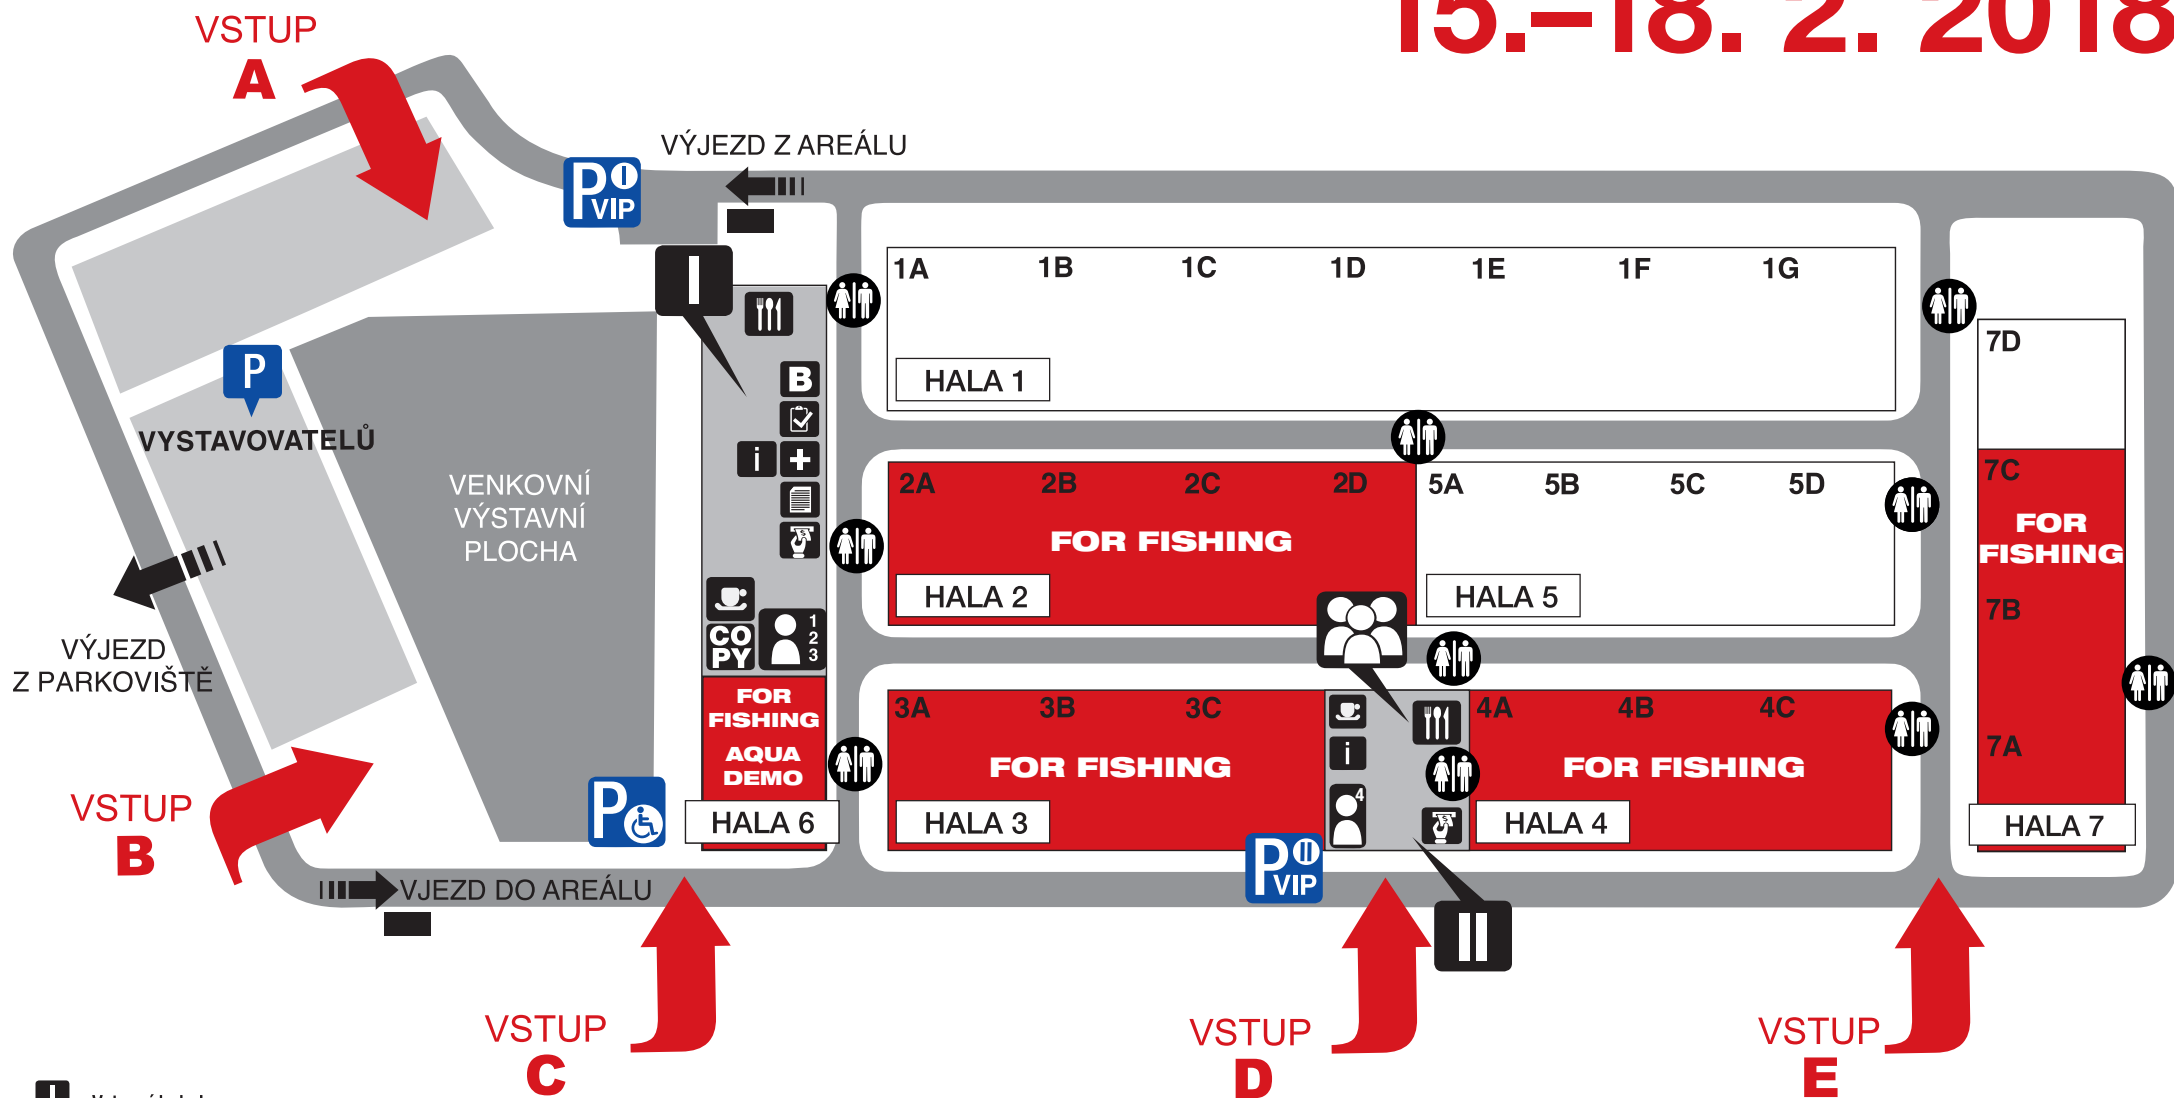 15.–18. 2. 2018
VSTUP
A
VÝJEZD Z AREÁLU
P I
VIP
I
1A 1B 1C 1D 1E 1F 1G
HALA 1
7D
P
VYSTAVOVATELŮ
B
i
VENKOVNÍ
VÝSTAVNÍ
PLOCHA
2A 2B 2C 2D 5A 5B 5C 5D
FOR FISHING
HALA 2
HALA 5
7C
FOR
FISHING
7B
7A
HALA 7
CO
PY
1
2
3
VÝJEZD
Z PARKOVIŠTĚ
FOR
FISHING
AQUA
DEMO
HALA 6
3A 3B 3C
FOR FISHING
HALA 3
i
4
4A 4B 4C
FOR FISHING
HALA 4
P
P II
VIP
II
VSTUP
B
VJEZD DO AREÁLU
VSTUP
C
VSTUP
D
VSTUP
E
I